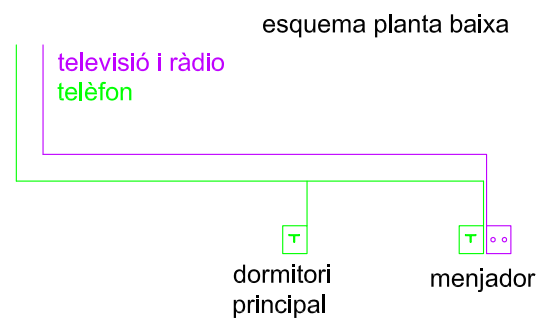 esquema planta baixa
televisió i ràdio
telèfon
T
T
dormitori
principal
menjador